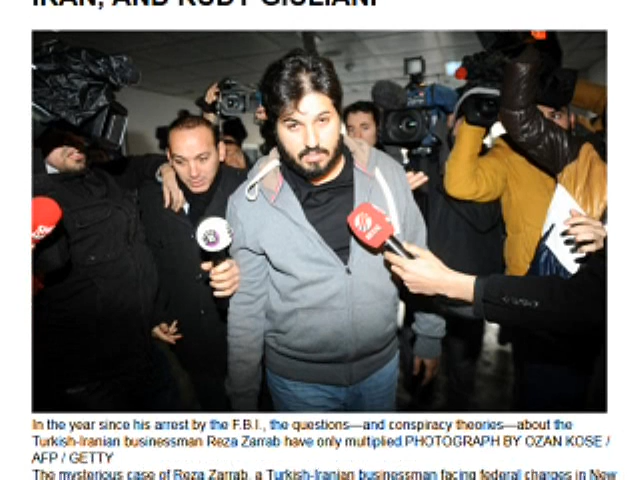 IRAN, AND RUDY GIULIANI
In the year since his arrest by the F.B.I., the questions—and conspiracy theories—about the
Turkish-Iranian businessman Reza Zarrab have only multiplied.PHOTOGRAPH BY OZAN KOSE /
AFP / GETTY
The mysterious case of Reza Zarrab, a Turkish-Iranian businessman facing federal charges in New